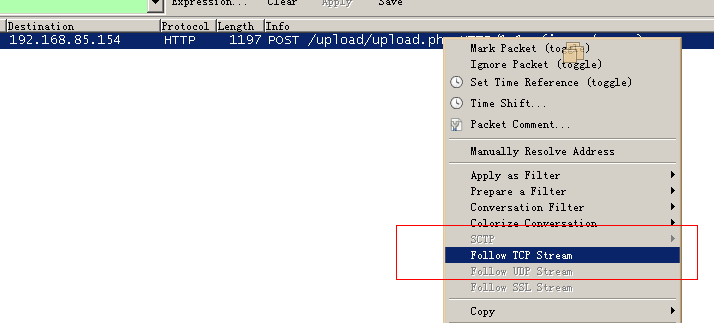 Expression... Clear Apply Save
Destination Protocol Length Info
192.168.85.154 HTTP 1197 POST /upload/upload.ph
Mark Packet (toggle)
Ignore Packet (toggle)
Set Time Reference (toggle)
Time Shift...
Packet Comment...
Manually Resolve Address
Apply as Filter
Prepare a Filter
Conversation Filter
Colorize Conversation
SCTP
Follow TCP Stream
Follow UDP Stream
Follow SSL Stream
Copy